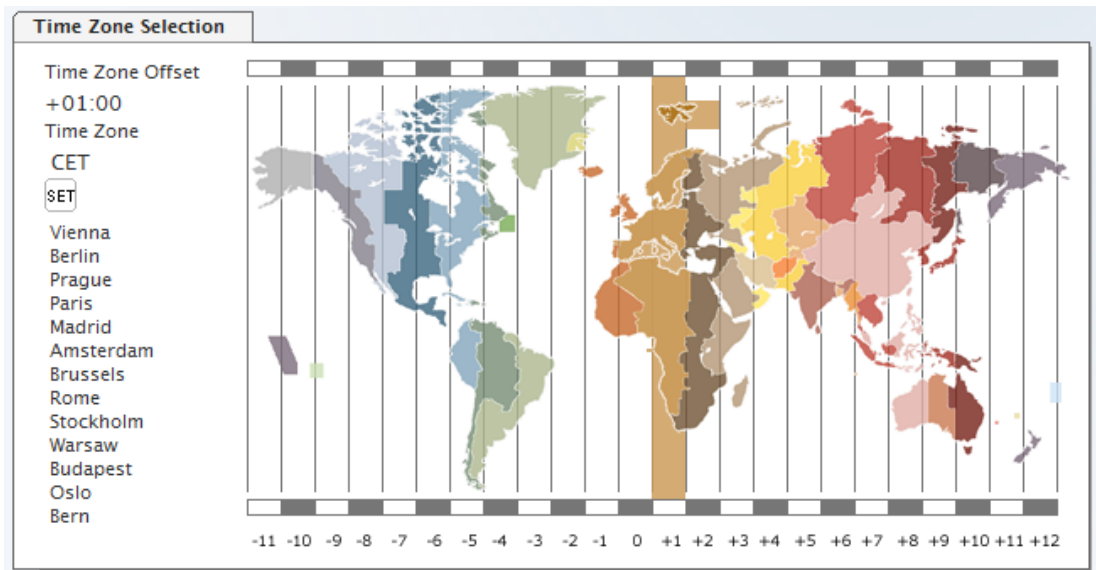 Time Zone Selection
Time Zone Offset
+01:00
Time Zone
CET
SET
Vienna
Berlin
Prague
Paris
Madrid
Amsterdam
Brussels
Rome
Stockholm
Warsaw
Budapest
Oslo
Bern
-11 -10 -9 -8 -7 -6 -5 -4 -3 -2 -1 0 +1 +2 +3 +4 +5 +6 +7 +8 +9 +10 +11 +12